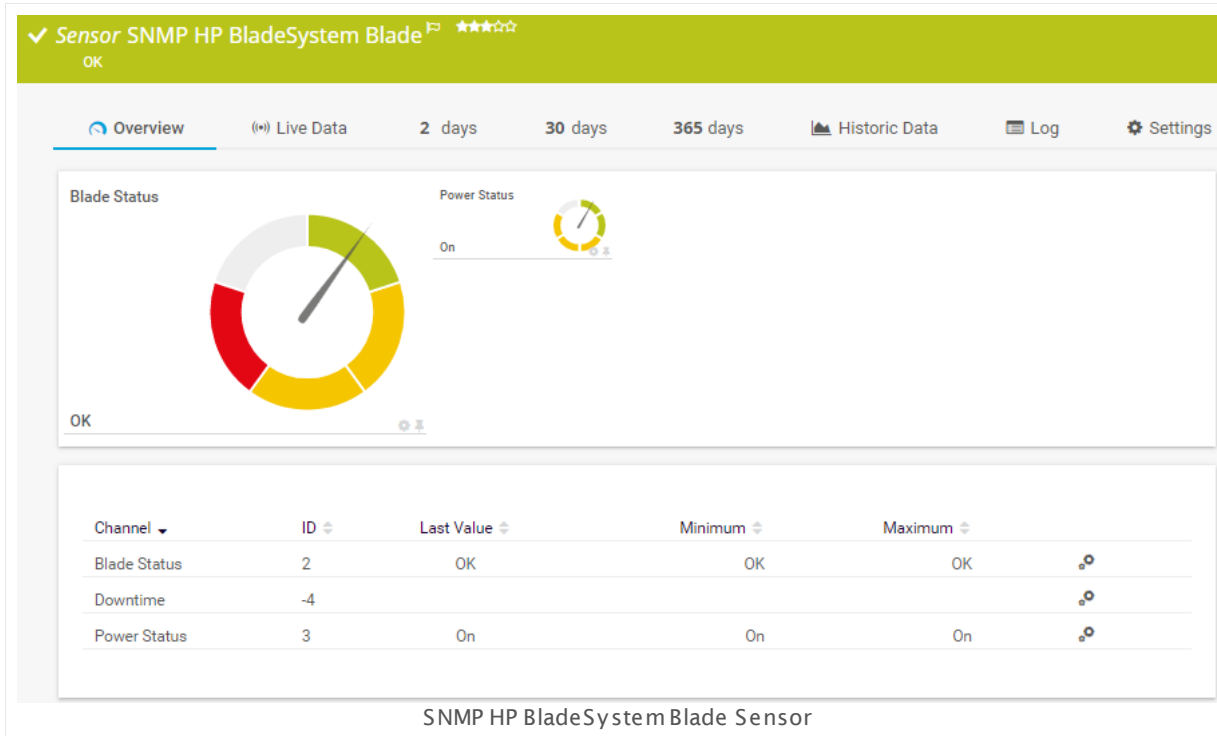 Sensor SNMP HP BladeSystem Blade
OK
Overview Live Data 2 days 30 days 365 days Historic Data Log Settings
Blade Status
Power Status
On
OK
Channel ID Last Value Minimum Maximum
Blade Status 2 OK OK OK
Downtime -4
Power Status 3 On On On
SNMP HP BladeSystem Blade Sensor